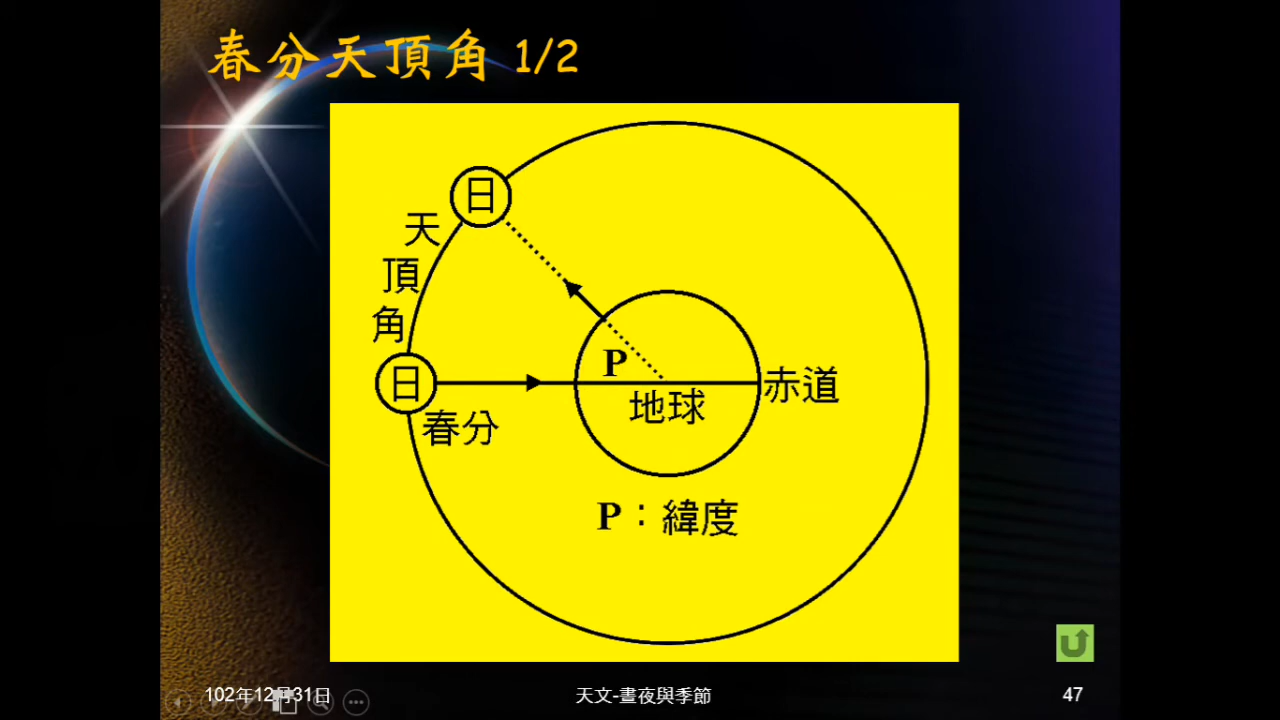 春分天頂角 1/2
日
天
頂
角
日
春分
P
地球
赤道
P：緯度
102年12月31日
天文-晝夜與季節
47